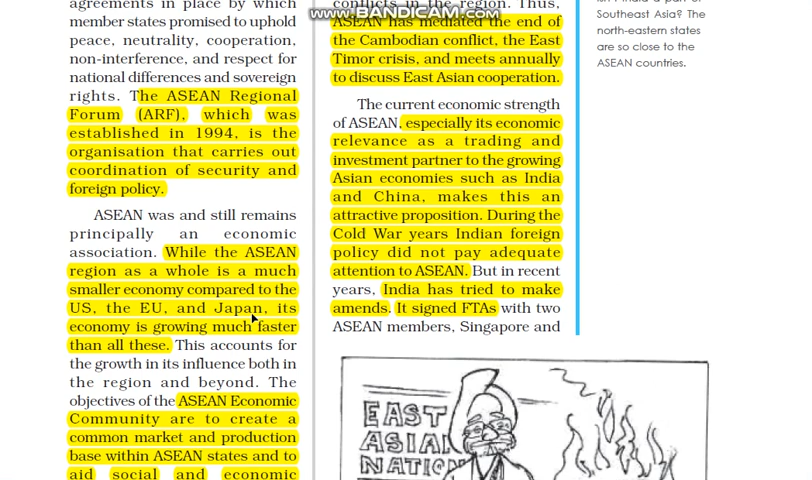 agreements in place by which
member states promised to uphold
peace, neutrality, cooperation,
non-interference, and respect for
national differences and sovereign
rights. The ASEAN Regional
Forum (ARF), which was
established in 1994, is the
organisation that carries out
coordination of security and
foreign policy.
ASEAN was and still remains
principally an economic
association. While the ASEAN
region as a whole is a much
smaller economy compared to the
US, the EU, and Japan, its
economy is growing much faster
than all these. This accounts for
the growth in its influence both in
the region and beyond. The
objectives of the ASEAN Economic
Community are to create a
common market and production
base within ASEAN states and to
aid social and economic
conflicts in the region. Thus,
www.BANDICAM.com
ASEAN has mediated the end of
the Cambodian conflict, the East
Timor crisis, and meets annually
to discuss East Asian cooperation.
The current economic strength
of ASEAN, especially its economic
relevance as a trading and
investment partner to the growing
Asian economies such as India
and China, makes this an
attractive proposition. During the
Cold War years Indian foreign
policy did not pay adequate
attention to ASEAN. But in recent
years, India has tried to make
amends. It signed FTAs with two
ASEAN members, Singapore and
Isn't India a part of
Southeast Asia? The
north-eastern states
are so close to the
ASEAN countries.
EAST
ASIAN
NATION